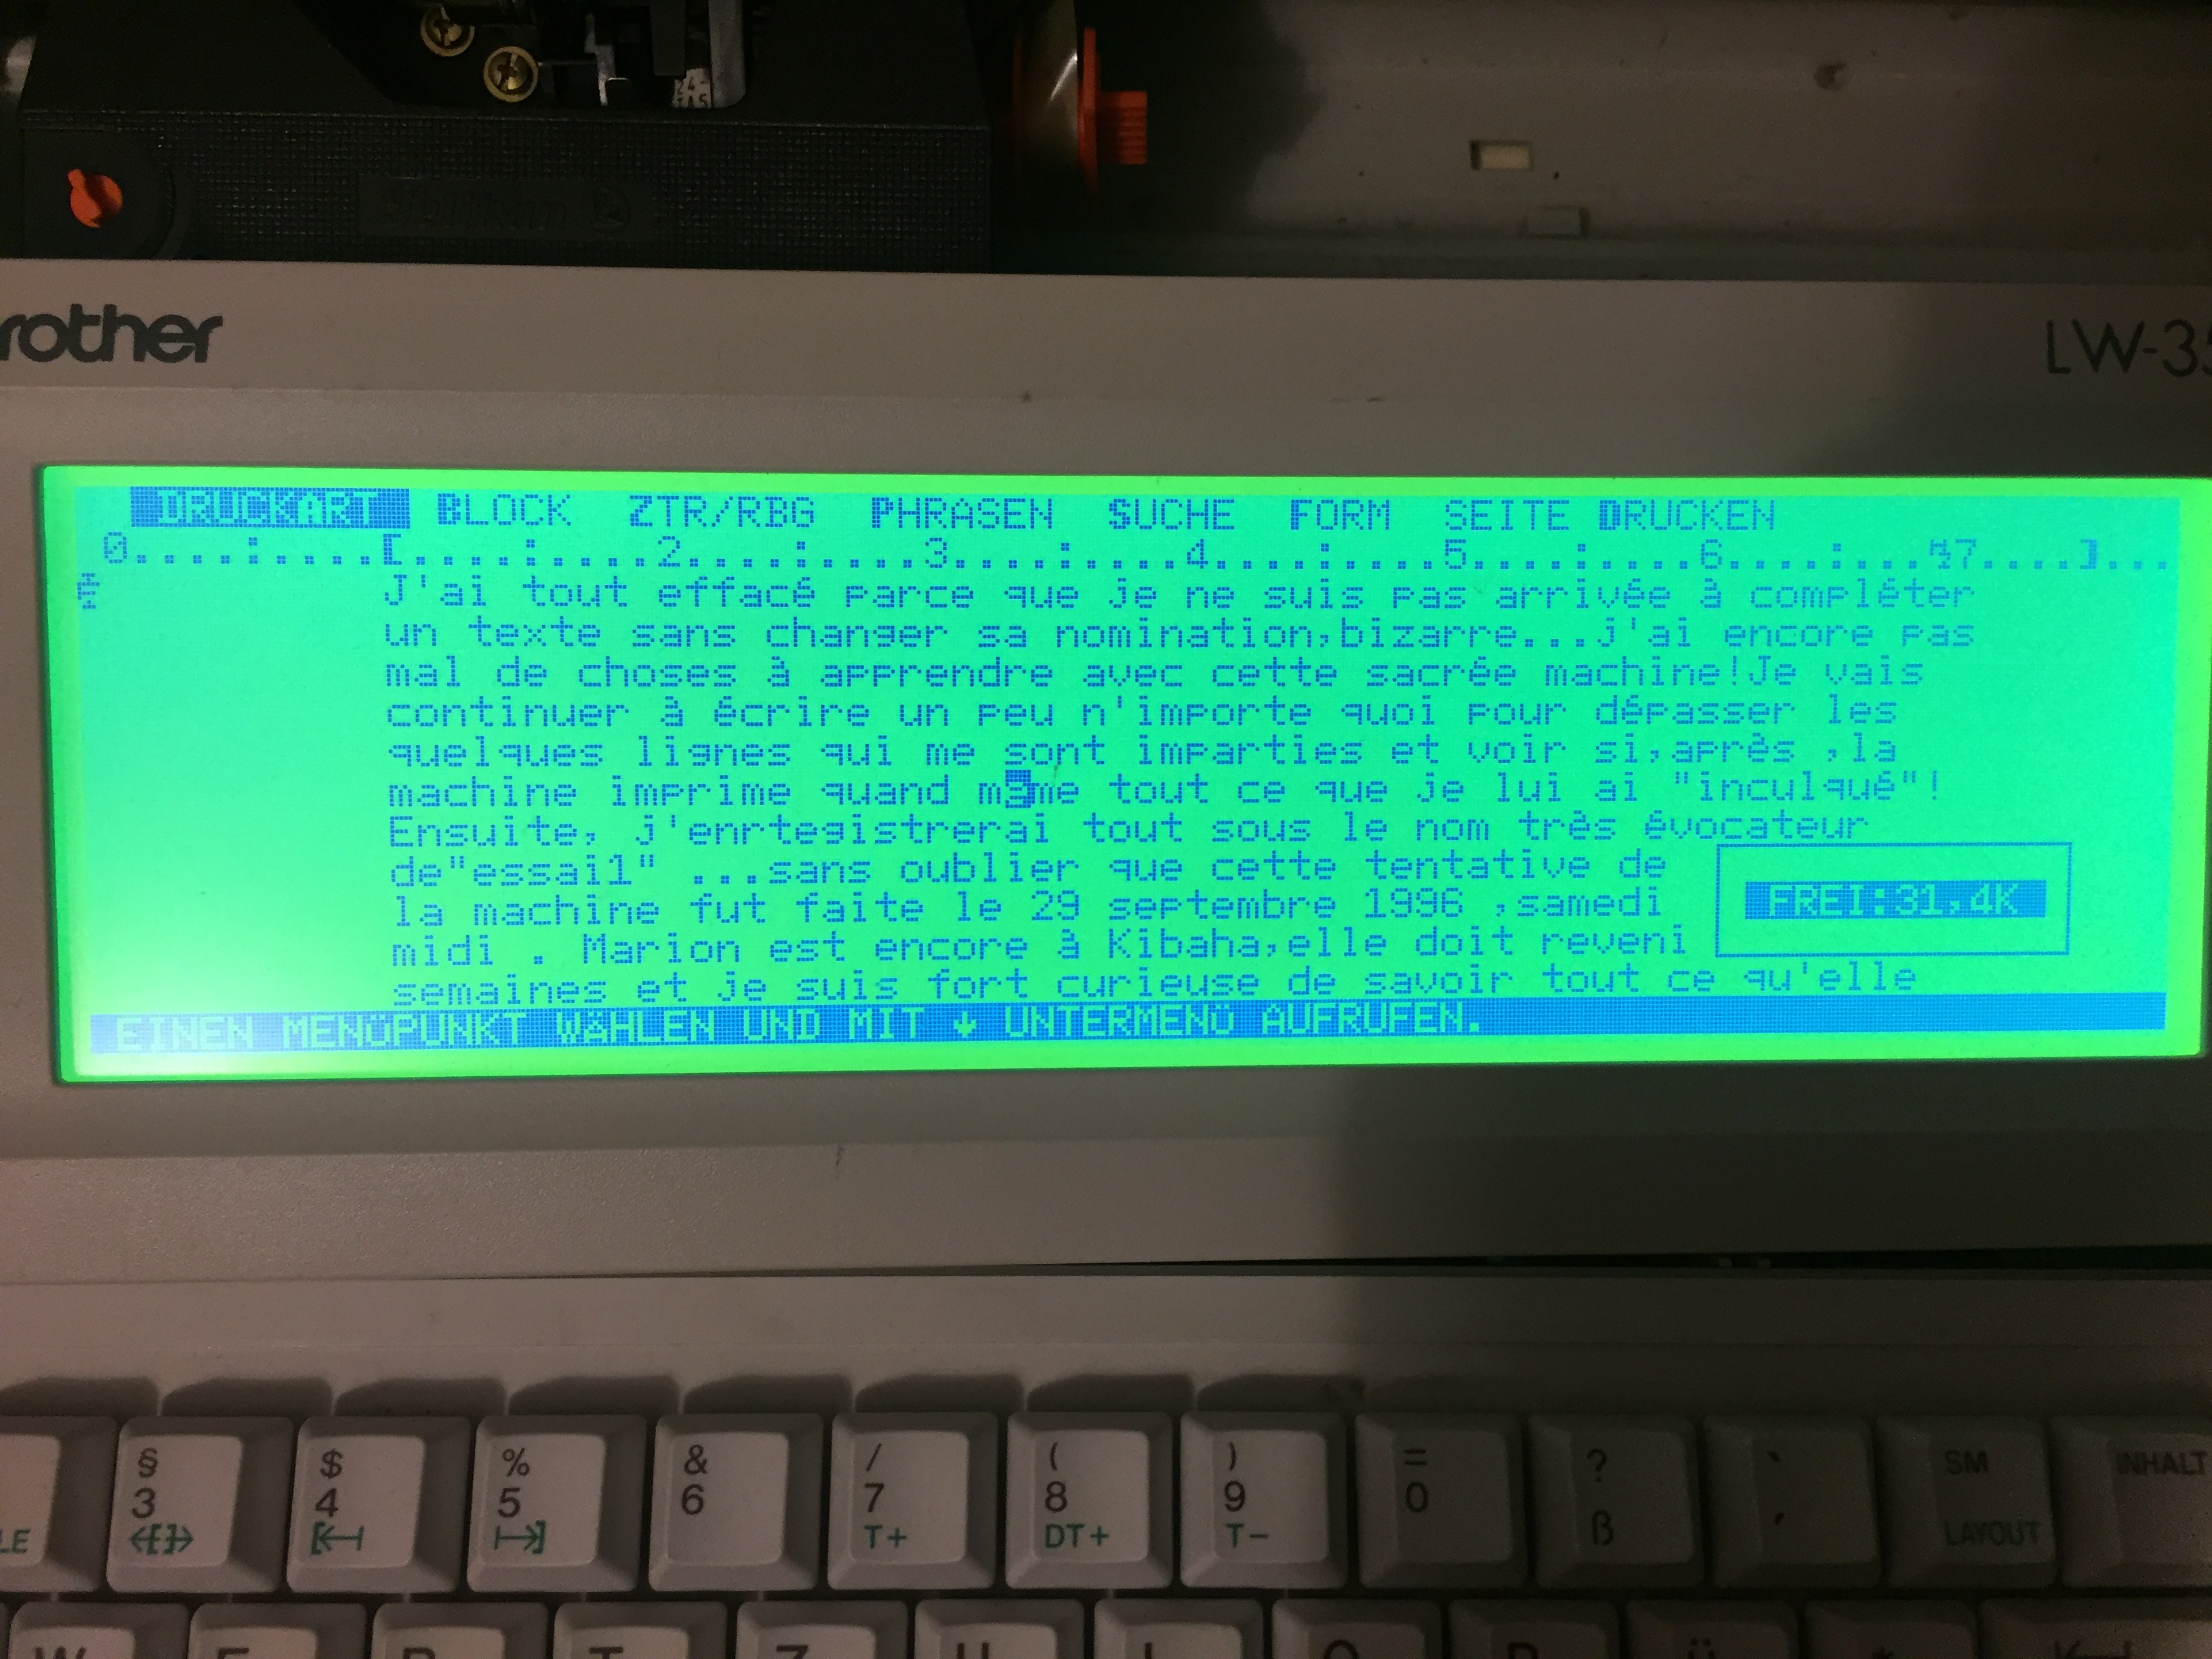 24-
rother
LW-35
DRUCKART BLOCK ZTR/RBG PHRASEN SUCHE FORM SEITE DRUCKEN
0....:....[....:....2....:....3....:....4....:....5....:....6....:...½7....]...
J'ai tout effacé parce que je ne suis pas arrivée à compléter
un texte sans changer sa nomination,bizarre...j'ai encore pas
mal de choses à apprendre avec cette sacrée machine!Je vais
continuer à écrire un peu n'importe quoi pour dépasser les
quelques lignes qui me sont imparties et voir si,après ,la
machine imprime quand mame tout ce que je lui ai "inculqué"!
Ensuite, j'enrtegistrerai tout sous le nom très évocateur
de"essai1" ...sans oublier que cette tentative de
la machine fut faite le 29 septembre 1996 ,samedi
midi . Marion est encore à Kibaha,elle doit reveni
FREI:31.4K
semaines et je suis fort curieuse de savoir tout ce qu'elle
EINEN MENÜPUNKT WÄHLEN UND MIT ↓ UNTERMENÜ AUFRUFEN.
LE § 3 $ 4 % 5 & 6 / 7 T+ ( 8 DT+ ) 9 T- = 0 ? ß ` ´ SM LAYOUT INHALT
W E R T Z U I O P Ü *